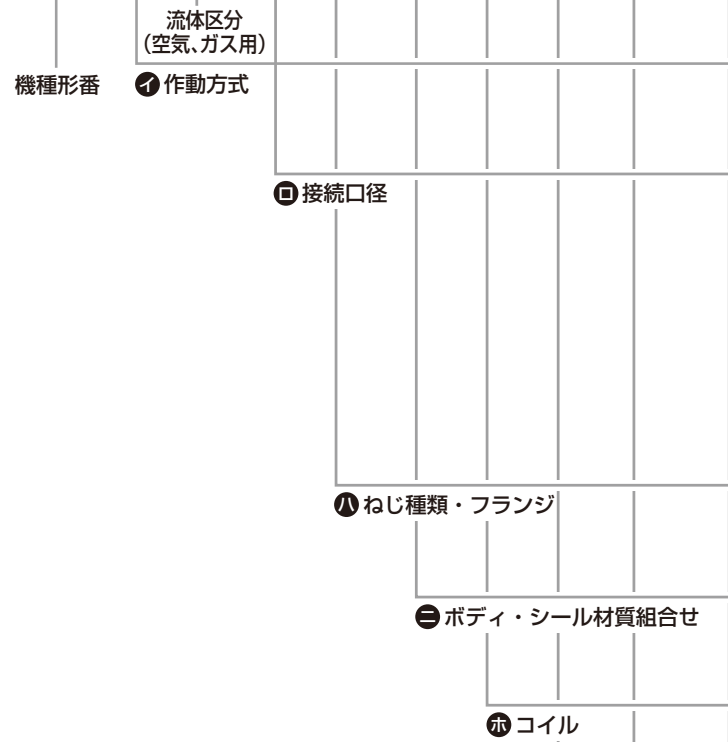 流体区分
(空気、ガス用)
機種形番
イ 作動方式
ロ 接続口径
ハ ねじ種類・フランジ
ニ ボディ・シール材質組合せ
ホ コイル